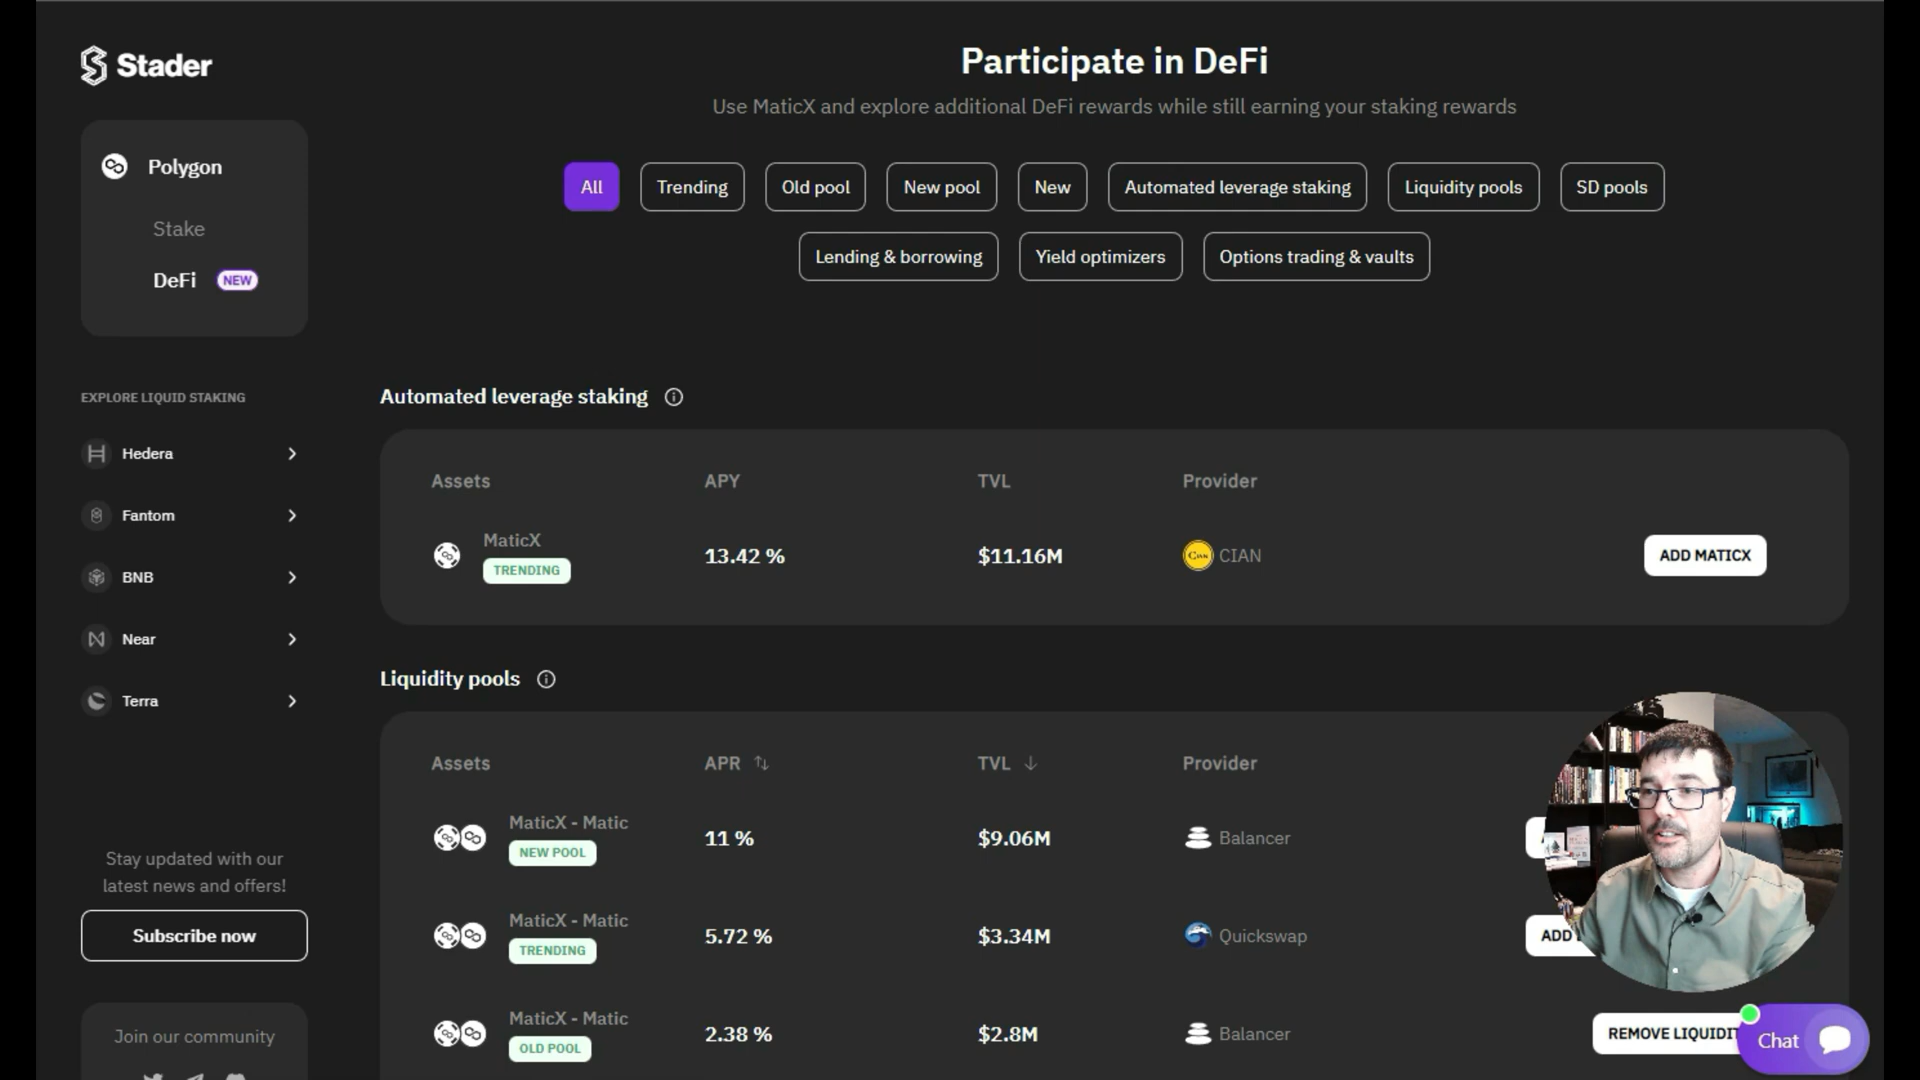 Stader
Participate in DeFi
Use MaticX and explore additional DeFi rewards while still earning your staking rewards
Polygon
Stake
DeFi NEW
All Trending Old pool New pool New Automated leverage staking Liquidity pools SD pools
Lending & borrowing Yield optimizers Options trading & vaults
EXPLORE LIQUID STAKING
Hedera
Fantom
BNB
Near
Terra
Stay updated with our
latest news and offers!
Subscribe now
Join our community
Automated leverage staking
Assets APY TVL Provider
MaticX
TRENDING
13.42 % $11.16M CIAN ADD MATICX
Liquidity pools
Assets APR TVL Provider
MaticX - Matic
NEW POOL
11 % $9.06M Balancer
MaticX - Matic
TRENDING
5.72 % $3.34M Quickswap ADD
MaticX - Matic
OLD POOL
2.38 % $2.8M Balancer REMOVE LIQUIDIT
Chat